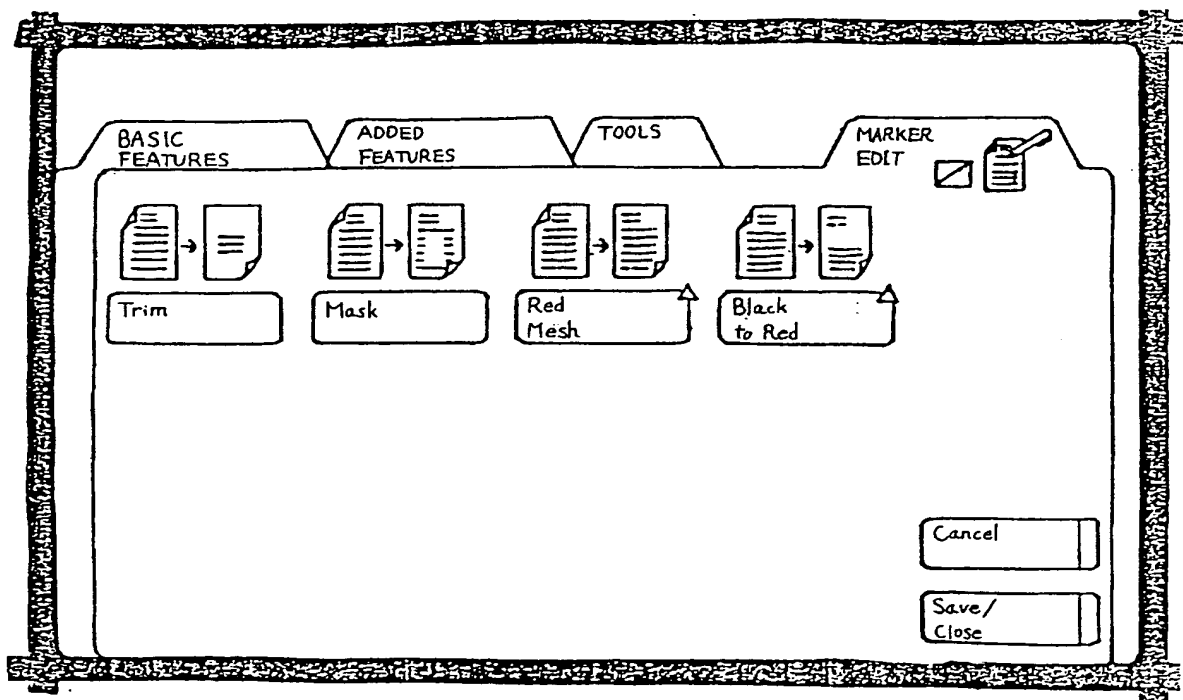 BASIC
FEATURES
ADDED
FEATURES
TOOLS
MARKER
EDIT
Trim
Mask
Red
Mesh
Black
to Red
Cancel
Save/
Close